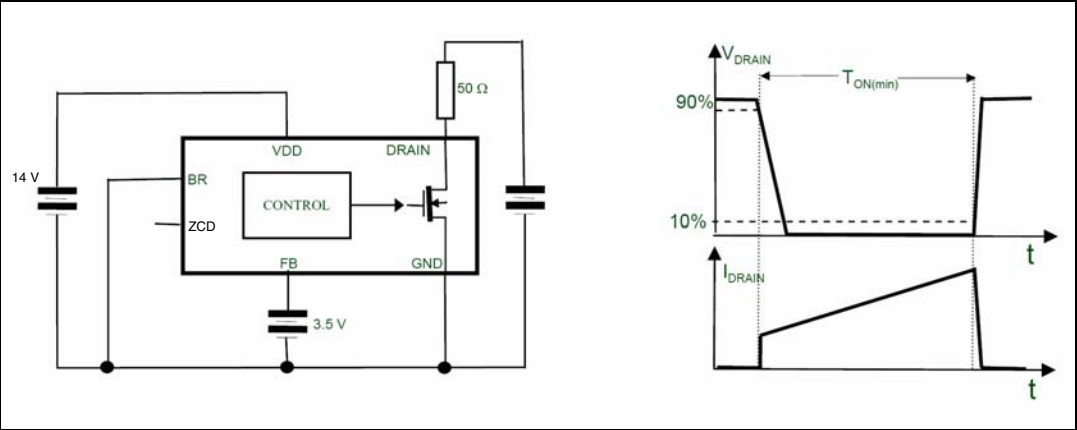 50 Ω
VDD
DRAIN
14 V
BR
CONTROL
ZCD
FB
GND
3.5 V
VDRAIN
TON(min)
90%
10%
t
IDRAIN
t